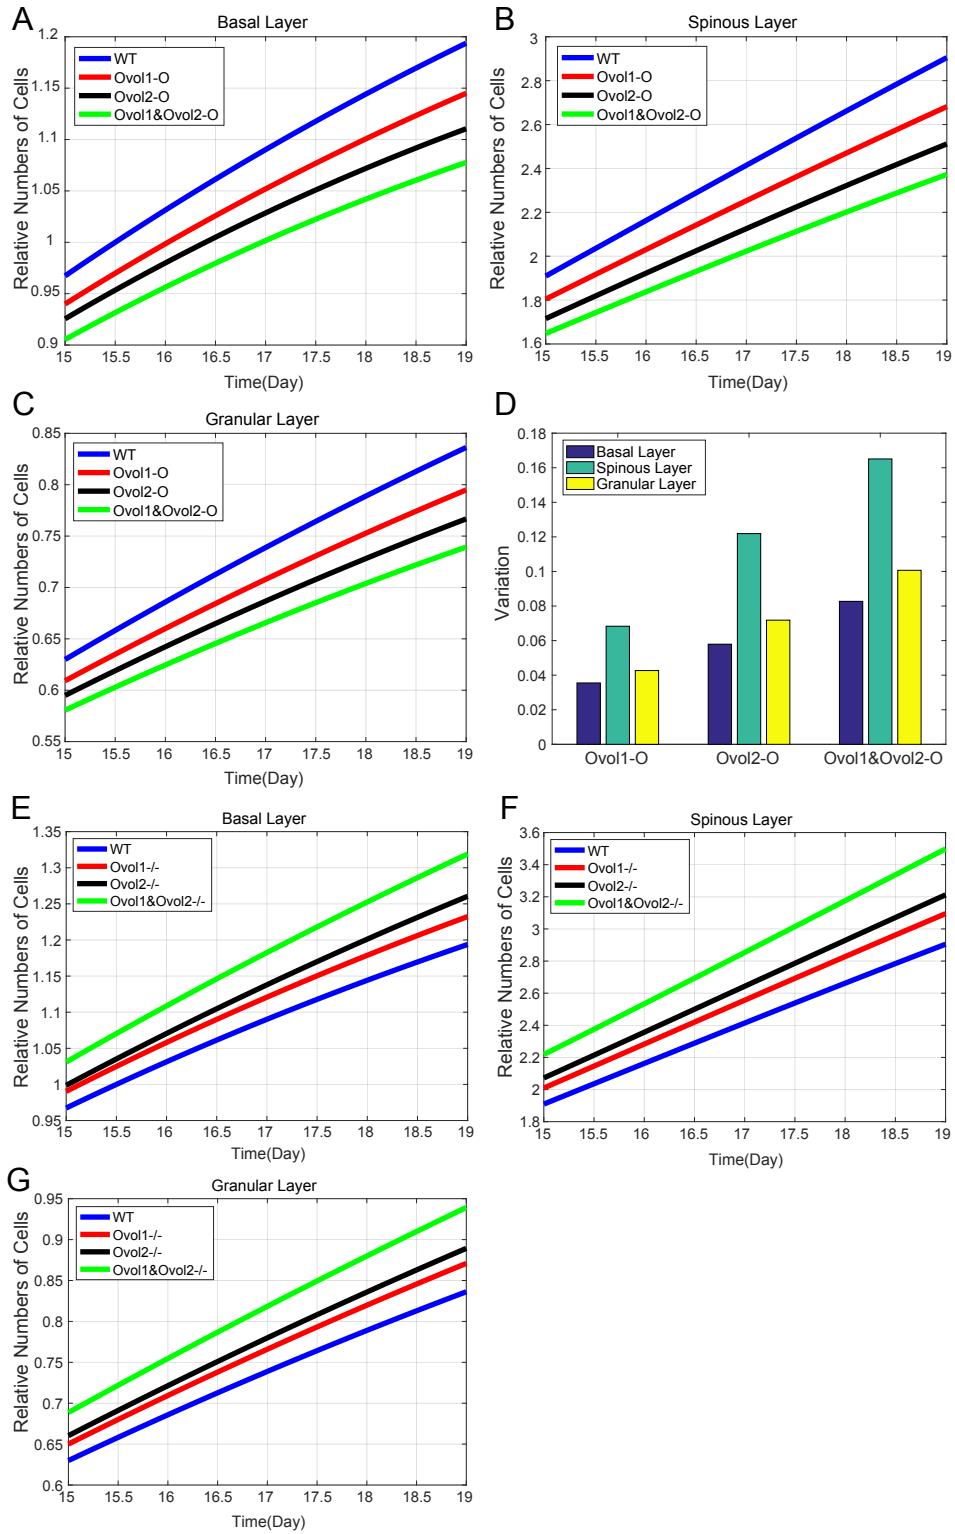 A
Basal Layer
1.2
1.15
1.1
1.05
1
0.95
0.9
Relative Numbers of Cells
WT
Ovol1-O
Ovol2-O
Ovol1&Ovol2-O
15 15.5 16 16.5 17 17.5 18 18.5 19
Time(Day)
B
Spinous Layer
3
2.8
2.6
2.4
2.2
2
1.8
1.6
Relative Numbers of Cells
WT
Ovol1-O
Ovol2-O
Ovol1&Ovol2-O
15 15.5 16 16.5 17 17.5 18 18.5 19
Time(Day)
C
Granular Layer
0.85
0.8
0.75
0.7
0.65
0.6
0.55
Relative Numbers of Cells
WT
Ovol1-O
Ovol2-O
Ovol1&Ovol2-O
15 15.5 16 16.5 17 17.5 18 18.5 19
Time(Day)
D
0.18
0.16
0.14
0.12
0.1
0.08
0.06
0.04
0.02
0
Variation
Basal Layer
Spinous Layer
Granular Layer
Ovol1-O Ovol2-O Ovol1&Ovol2-O
E
Basal Layer
1.35
1.3
1.25
1.2
1.15
1.1
1.05
1
0.95
Relative Numbers of Cells
WT
Ovol1-/-
Ovol2-/-
Ovol1&Ovol2-/-
15 15.5 16 16.5 17 17.5 18 18.5 19
Time(Day)
F
Spinous Layer
3.6
3.4
3.2
3
2.8
2.6
2.4
2.2
2
1.8
Relative Numbers of Cells
WT
Ovol1-/-
Ovol2-/-
Ovol1&Ovol2-/-
15 15.5 16 16.5 17 17.5 18 18.5 19
Time(Day)
G
Granular Layer
0.95
0.9
0.85
0.8
0.75
0.7
0.65
0.6
Relative Numbers of Cells
WT
Ovol1-/-
Ovol2-/-
Ovol1&Ovol2-/-
15 15.5 16 16.5 17 17.5 18 18.5 19
Time(Day)